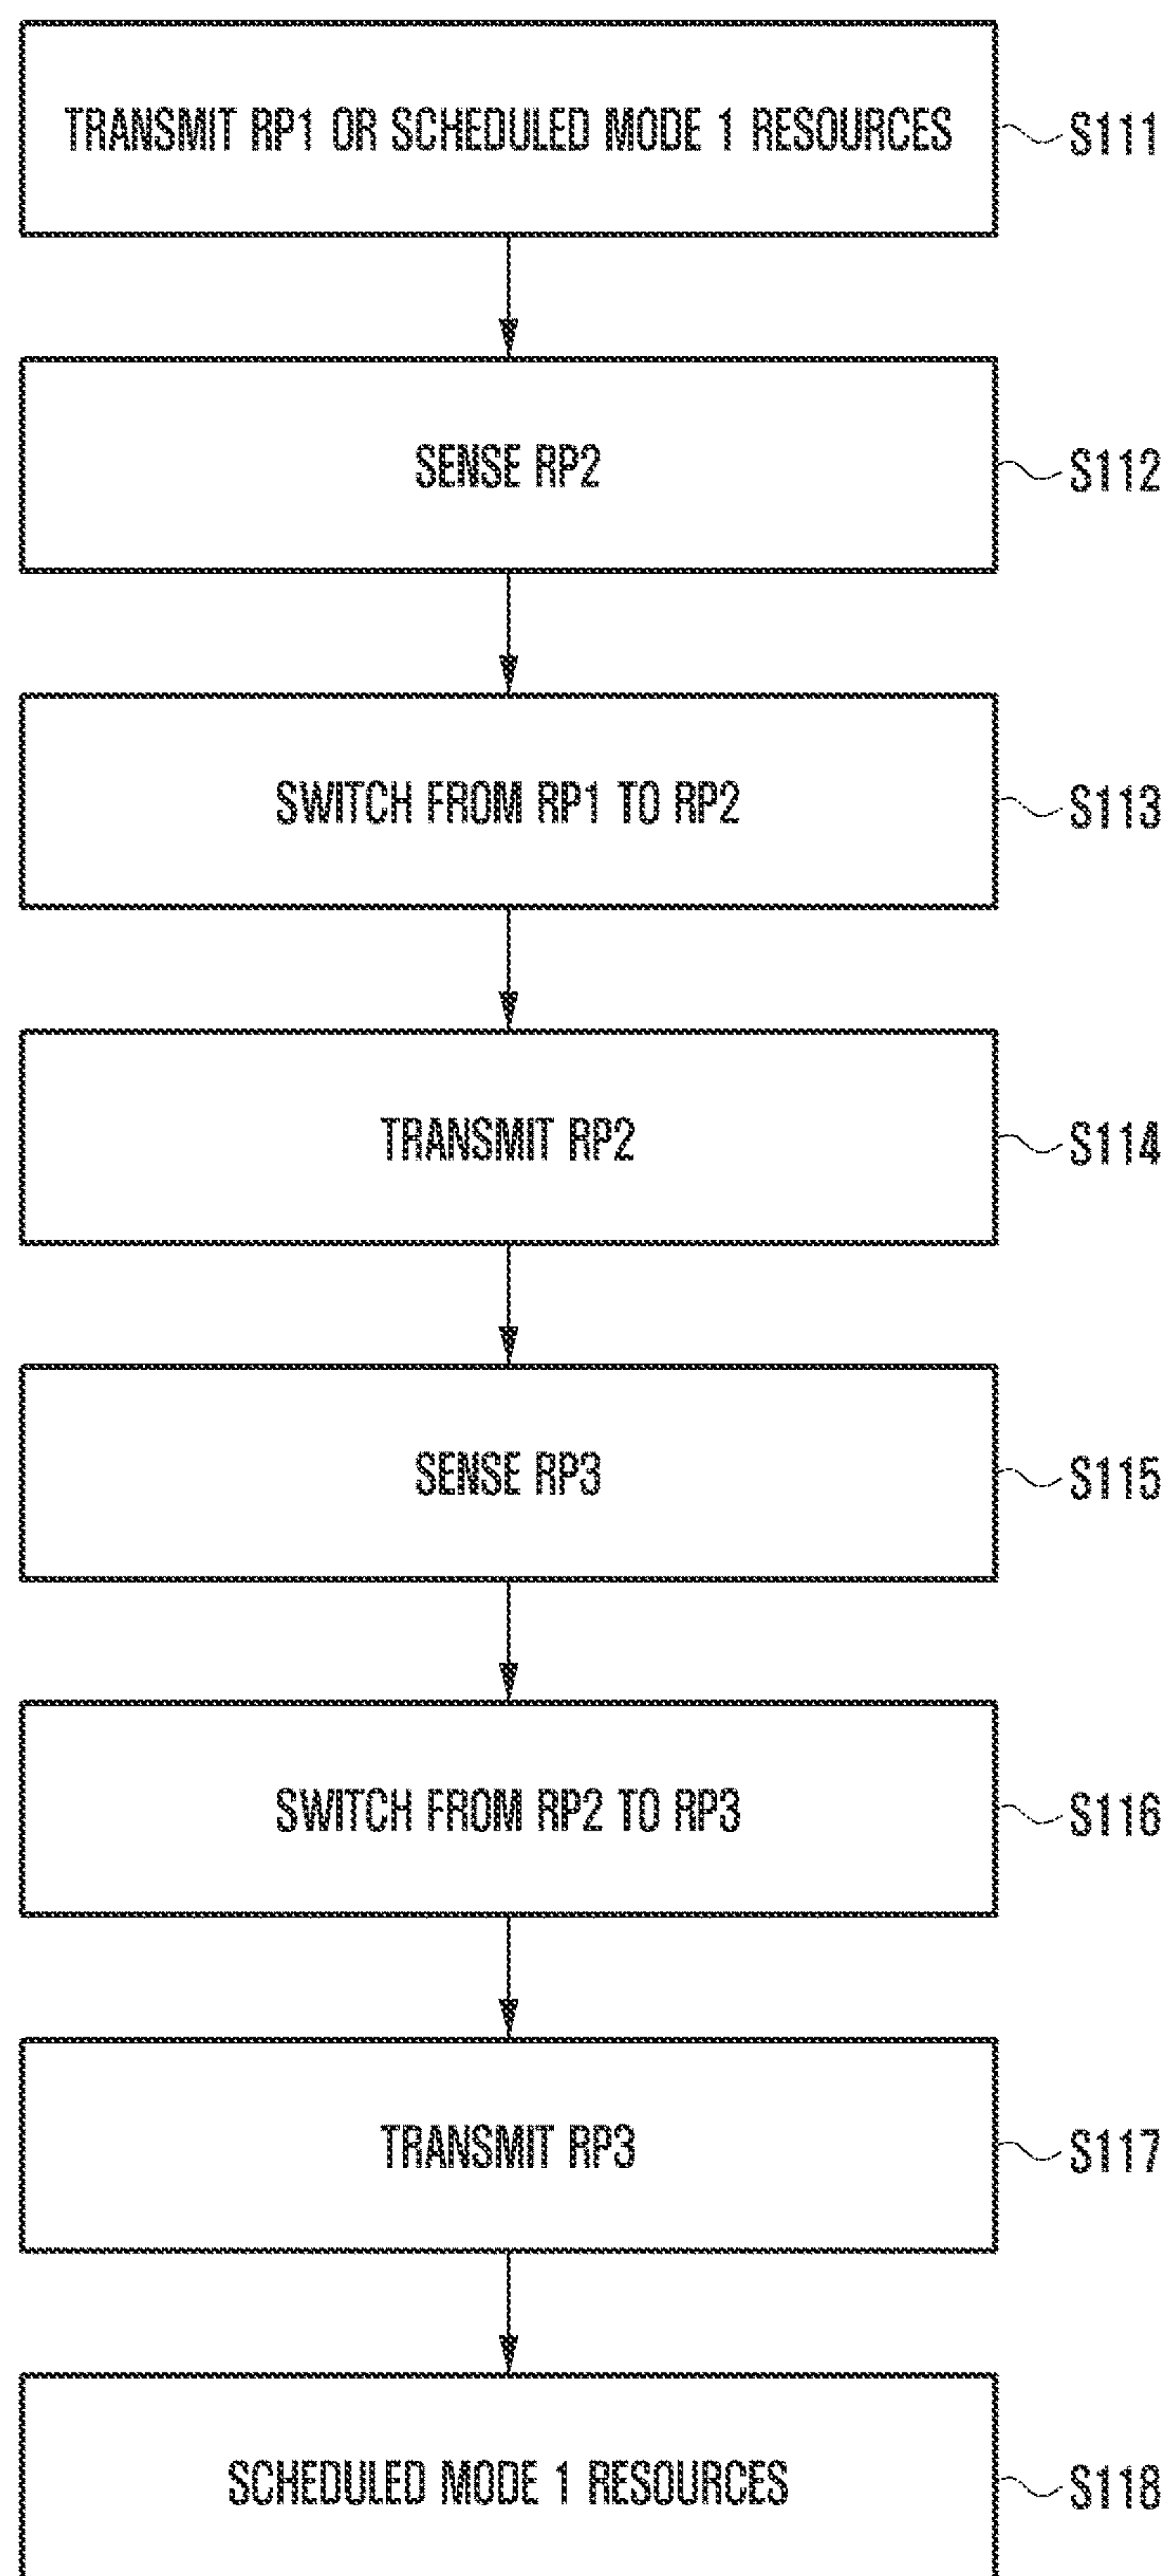 TRANSMIT RP1 OR SCHEDULED MODE 1 RESOURCES S111
SENSE RP2 S112
SWITCH FROM RP1 TO RP2 S113
TRANSMIT RP2 S114
SENSE RP3 S115
SWITCH FROM RP2 TO RP3 S116
TRANSMIT RP3 S117
SCHEDULED MODE 1 RESOURCES S118